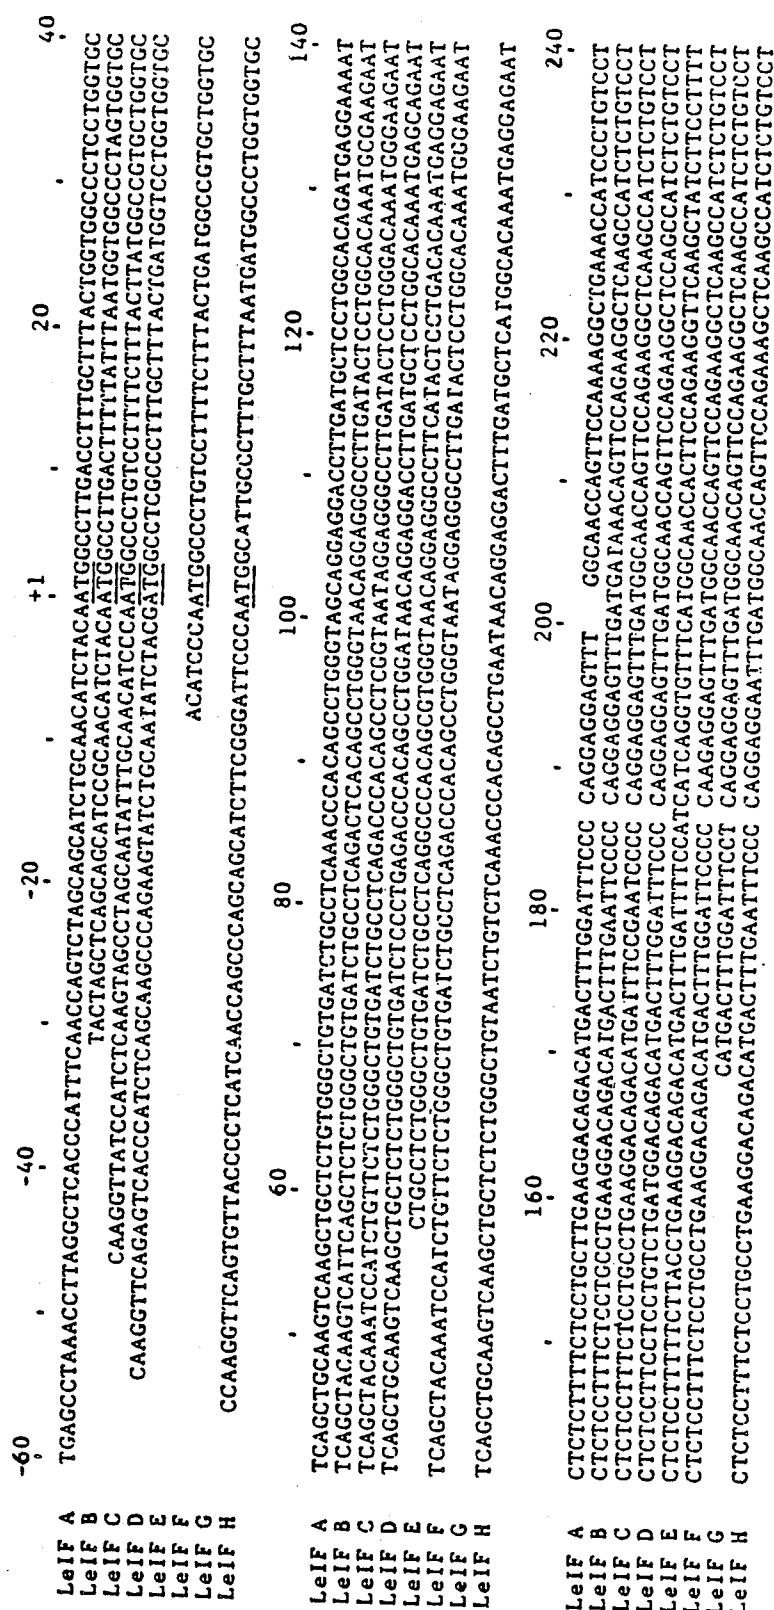 -60 -40 -20 +1 20 40
LeIF A TGAGCCTAAACCTTAGGCTCACCCATTTCAACCAGTCTAGCAGCATCTGCAACATCTACAATGGCCTTGACCTTTGCTTTACTGGTGGCCCTCCTGGTGC
LeIF B TACTAGCTCAGCAGCATCCGCAACATCTACAATGGCCTTGACTTTTTATTTAATGGTGGCCCTAGTGGTGC
LeIF C CAAGGTTATCCATCTCAAGTAGCCTAGCAATATTTGCAACATCCCAATGGCCCTGTCCTTTTCTTTACTTATGGCCGTGCTGGTGC
LeIF D CAAGGTTCAGAGTCACCCATCTCAGCAAGCCCAGAAGTATCTGCAATATCTACGATGGCCTCGCCCTTTGCTTTACTGATGGTCCTGGTGGTGC
LeIF E
LeIF F ACATCCCAATGGCCCTGTCCTTTTCTTTACTGATGGCCGTGCTGGTGC
LeIF G
LeIF H CCAAGGTTCAGTGTTACCCCTCATCAACCAGCCCAGCAGCATCTTCGGGATTCCCAATGGCATTGCCCTTTGCTTTAATGATGGCCCTGGTGGTGC
60 80 100 120 140
LeIF A TCAGCTGCAAGTCAAGCTGCTCTGTGGGCTGTGATCTGCCTCAAACCCACAGCCTGGGTAGCAGGAGGACCTTGATGCTCCTGGCACAGATGAGGAAAAT
LeIF B TCAGCTACAAGTCATTCAGCTCTCTGGGCTGTGATCTGCCTCAGACTCACAGCCTGGGTAACAGGAGGGCCTTGATACTCCTGGCACAAATGCGAAGAAT
LeIF C TCAGCTACAAATCCATCTGTTCTCTGGGCTGTGATCTGCCTCAGACCCACAGCCTCGGTAATAGGAGGGCCTTGATACTCCTGGGACAAATGGGAAGAAT
LeIF D TCAGCTGCAAGTCAAGCTGCTCTCTGGGCTGTGATCTCCCTGAGACCCACAGCCTGGATAACAGGAGGACCTTGATGCTCCTGGCACAAATGAGCAGAAT
LeIF E CTGCCTCTGGGCTGTGATCTGCCTCAGGCCCACAGCGTGGGTAACAGGAGGGCCTTCATACTCCTGACACAAATGAGGAGAAT
LeIF F TCAGCTACAAATCCATCTGTTCTCTGGGCTGTGATCTGCCTCAGACCCACAGCCTGGGTAATAGGAGGGCCTTGATACTCCTGGCACAAATGGGAAGAAT
LeIF G
LeIF H TCAGCTGCAAGTCAAGCTGCTCTCTGGGCTGTAATCTGTCTCAAACCCACAGCCTGAATAACAGGAGGACTTTGATGCTCATGGCACAAATGAGGAGAAT
160 180 200 220 240
LeIF A CTCTCTTTTCTCCTGCTTGAAGGACAGACATGACTTTGGATTTCCC CAGGAGGAGTTT GGCAACCAGTTCCAAAAGGCTGAAACCATCCCTGTCCT
LeIF B CTCTCCTTTCTCCTGCCTGAAGGACAGACATGACTTTGAATTCCCC CAGGAGGAGTTTGATGATAAACAGTTCCAGAAGGCTCAAGCCATCTCTGTCCT
LeIF C CTCTCCTTTCTCCTGCCTGAAGGACAGACATGATTTCCGAATCCCC CAGGAGGAGTTTGATGGCAACCAGTTCCAGAAGGCTCAAGCCATCTCTGTCCT
LeIF D CTCTCCTTCCTCCTGTCTGATGGACAGACATGACTTTGGATTTCCC CAGGAGGAGTTTGATGGCAACCAGTTCCAGAAGGCTCCAGCCATCTCTGTCCT
LeIF E CTCTCCTTTTTCTTACCTGAAGGACAGACATGACTTTGATTTTCCATCATCAGGTGTTTCATGGCAACCACTTCCAGAAGGTTCAAGCTATCTTCCTTTT
LeIF F CTCTCCTTTCTCCTGCCTGAAGGACAGACATGACTTTGGATTCCCC CAAGAGGAGTTTGATGGCAACCAGTTCCAGAAGGCTCAAGCCATCTCTGTCCT
LeIF G CATGACTTTGGATTTCCT CAGGAGGAGTTTGATGGCAACCAGTTCCAGAAGGCTCAAGCCATCTCTGTCCT
LeIF H CTCTCCTTTCTCCTGCCTGAAGGACAGACATGACTTTGAATTTCCC CAGGAGGAATTTGATGGCAACCAGTTCCAGAAAGCTCAAGCCATCTCTGTCCT